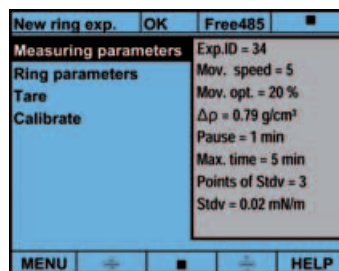 New ring exp. OK Free485
Measuring parameters
Ring parameters
Tare
Calibrate
Exp.ID = 34
Mov. speed = 5
Mov. opt. = 20 %
Δρ = 0.79 g/cm³
Pause = 1 min
Max. time = 5 min
Points of Stdv = 3
Stdv = 0.02 mN/m
MENU ÷ ÷ HELP